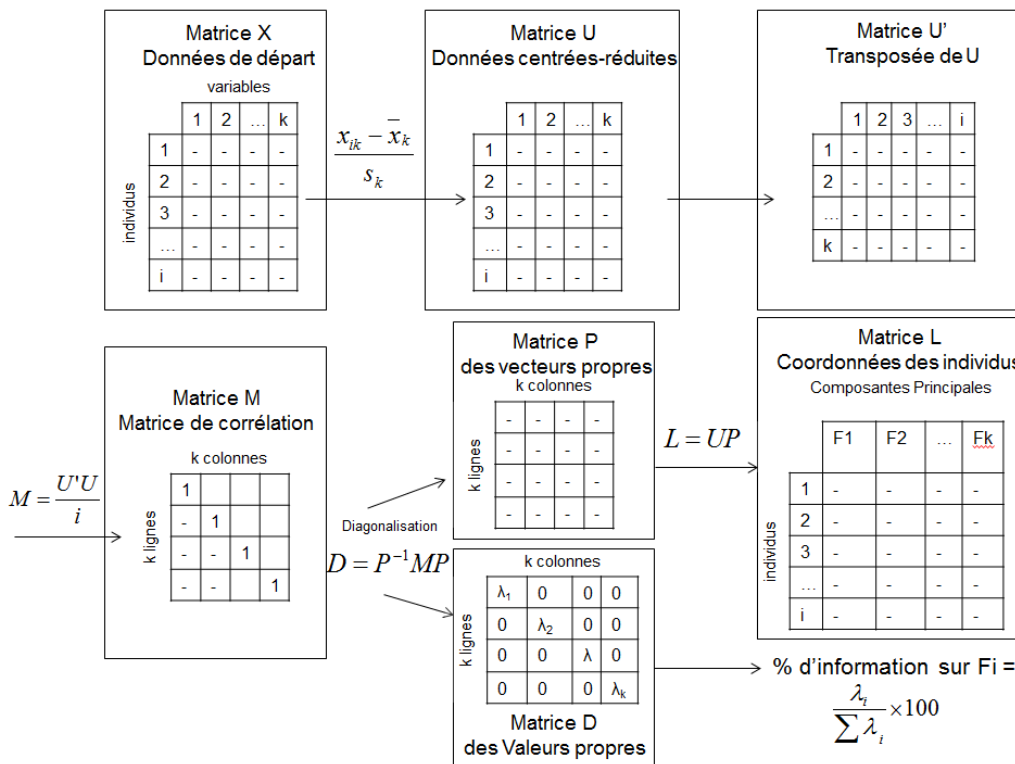 Matrice X
Données de départ
variables
1 2 ... k
1 - - - -
2 - - - -
3 - - - -
... - - - -
i - - - -
individus
x_{ik} - \bar{x}_k
s_k
Matrice U
Données centrées-réduites
1 2 ... k
1 - - - -
2 - - - -
3 - - - -
... - - - -
i - - - -
Matrice U'
Transposée de U
1 2 3 ... i
1 - - - - -
2 - - - - -
... - - - - -
k - - - - -
M = U'U
i
Matrice M
Matrice de corrélation
k colonnes
k lignes
1
- 1
- - 1
- - - 1
Diagonalisation
D = P⁻¹MP
Matrice P
des vecteurs propres
k colonnes
k lignes
- - - -
- - - -
- - - -
- - - -
k colonnes
k lignes
λ₁ 0 0 0
0 λ₂ 0 0
0 0 λ 0
0 0 0 λₖ
Matrice D
des Valeurs propres
L = UP
Matrice L
Coordonnées des individus
Composantes Principales
F1 F2 ... Fk
1 - - - -
2 - - - -
3 - - - -
... - - - -
i - - - -
individus
% d'information sur Fi =
λᵢ
∑ λᵢ
×100